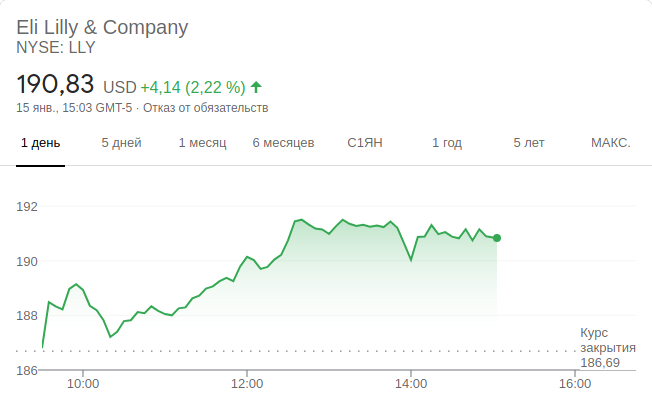 Eli Lilly & Company
NYSE: LLY
190,83 USD +4,14 (2,22 %)
15 янв., 15:03 GMT-5 · Отказ от обязательств
1 день 5 дней 1 месяц 6 месяцев С1ЯН 1 год 5 лет МАКС.
192
190
188
Курс
закрытия
186,69
186
10:00 12:00 14:00 16:00